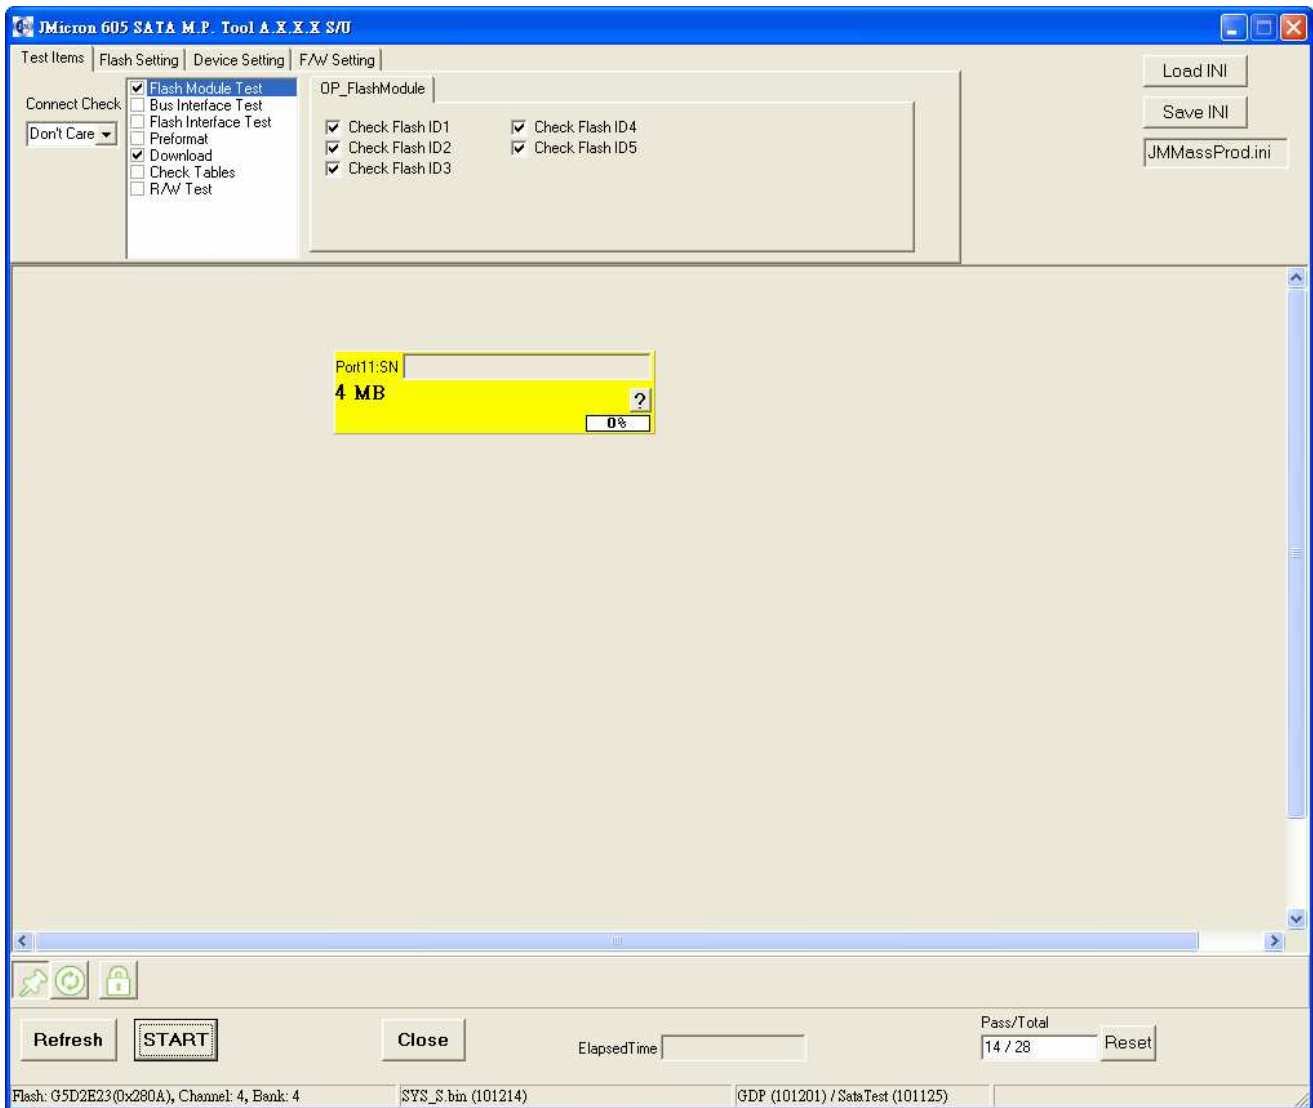 JMicron 605 SATA M.P. Tool A.X.X.X S/U
Test Items Flash Setting Device Setting F/W Setting
Connect Check
Don't Care
Flash Module Test
Bus Interface Test
Flash Interface Test
Preformat
Download
Check Tables
R/W Test
OP_FlashModule
Check Flash ID1
Check Flash ID2
Check Flash ID3
Check Flash ID4
Check Flash ID5
Load INI
Save INI
JMMassProd.ini
Port11:SN
4 MB
?
0%
Refresh START Close ElapsedTime
Pass/Total
14 / 28 Reset
Flash: G5D2E23(0x280A), Channel: 4, Bank: 4 SYS_S.bin (101214) GDP (101201) / SataTest (101125)